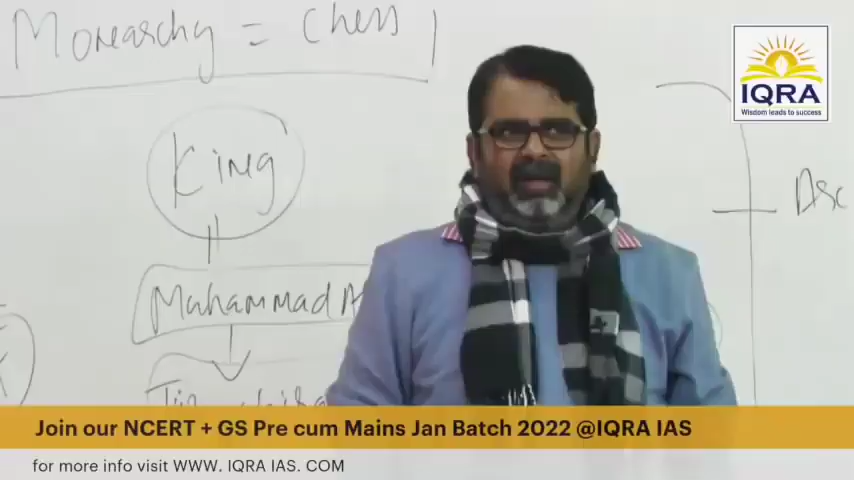 Monarchy = Chess
IQRA
Wisdom leads to success
King
Asc
Muhammad A
Join our NCERT + GS Pre cum Mains Jan Batch 2022 @IQRA IAS
for more info visit WWW. IQRA IAS. COM